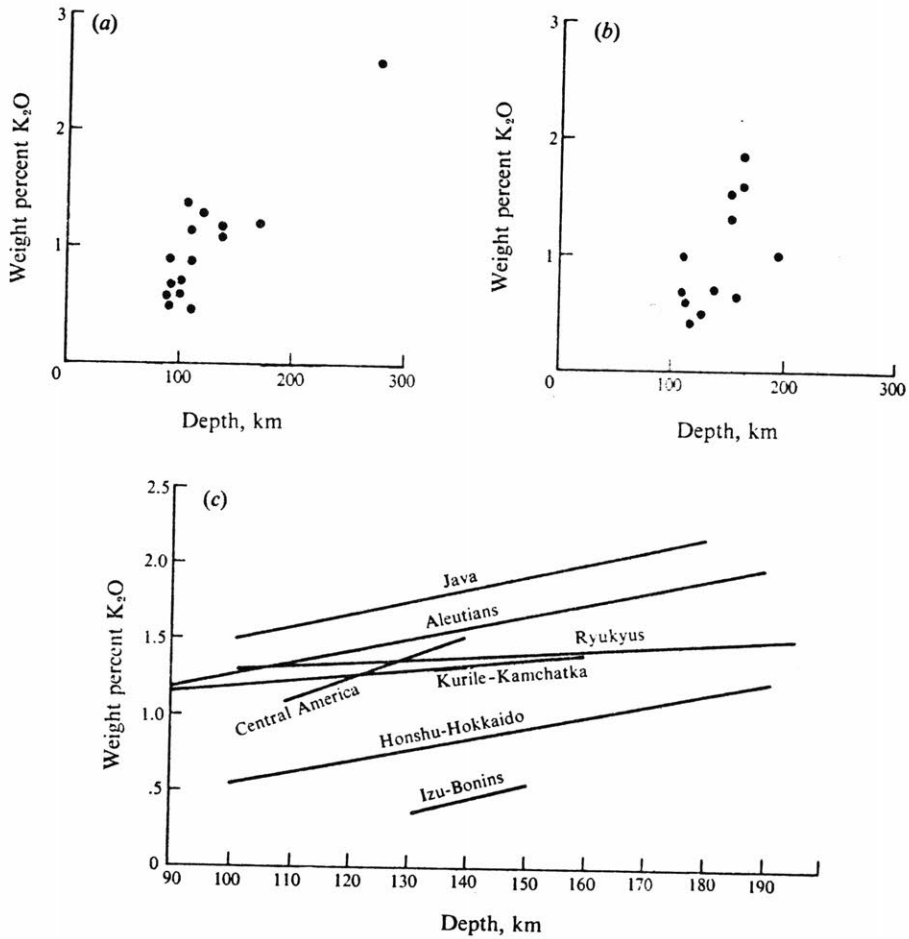 (a)
Weight percent K₂O
3
2
1
0
100
200
300
Depth, km
(b)
Weight percent K₂O
3
2
1
0
100
200
300
Depth, km
(c)
Weight percent K₂O
2.5
2.0
1.5
1.0
.5
0
Java
Aleutians
Ryukyus
Kurile-Kamchatka
Central America
Honshu-Hokkaido
Izu-Bonins
90
100
110
120
130
140
150
160
170
180
190
Depth, km